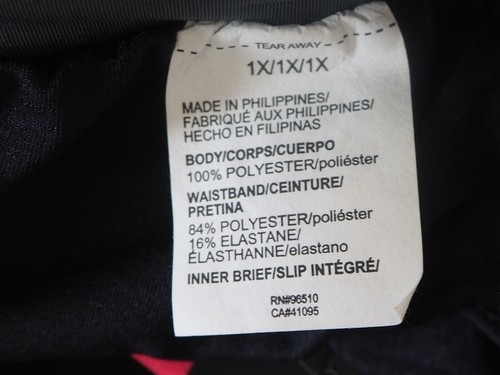 TEAR AWAY
1X/1X/1X
MADE IN PHILIPPINES/
FABRIQUÉ AUX PHILIPPINES/
HECHO EN FILIPINAS
BODY/CORPS/CUERPO
100% POLYESTER/poliéster
WAISTBAND/CEINTURE/
PRETINA
84% POLYESTER/poliéster
16% ELASTANE/
ÉLASTHANNE/elastano
INNER BRIEF/SLIP INTÉGRÉ/
RN#96510
CA#41095